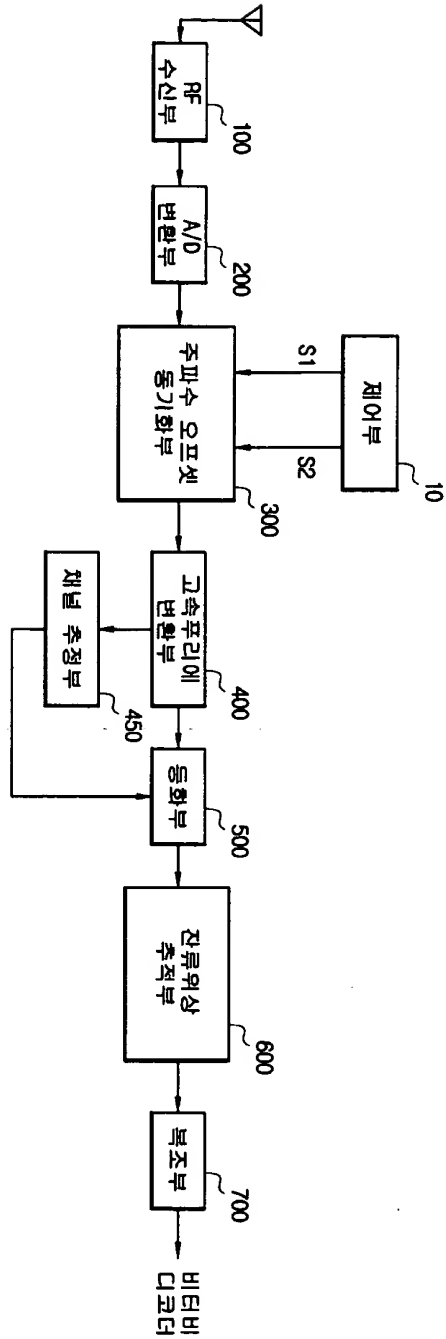 RF
수신부
100
A/D
변환부
200
제어부
10
S1
S2
주파수 오프셋
동기화부
300
고속푸리에
변환부
400
채널 추정부
450
등화부
500
잔류위상
추적부
600
복조부
700
비터비
디코더